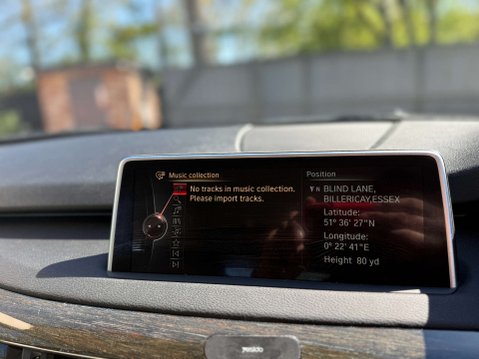 Music collection
No tracks in music collection.
Please import tracks.
Position
N BLIND LANE,
BILLERICAY,ESSEX
Latitude:
51° 36' 27"N
Longitude:
0° 22' 41"E
Height 80 yd
yesido